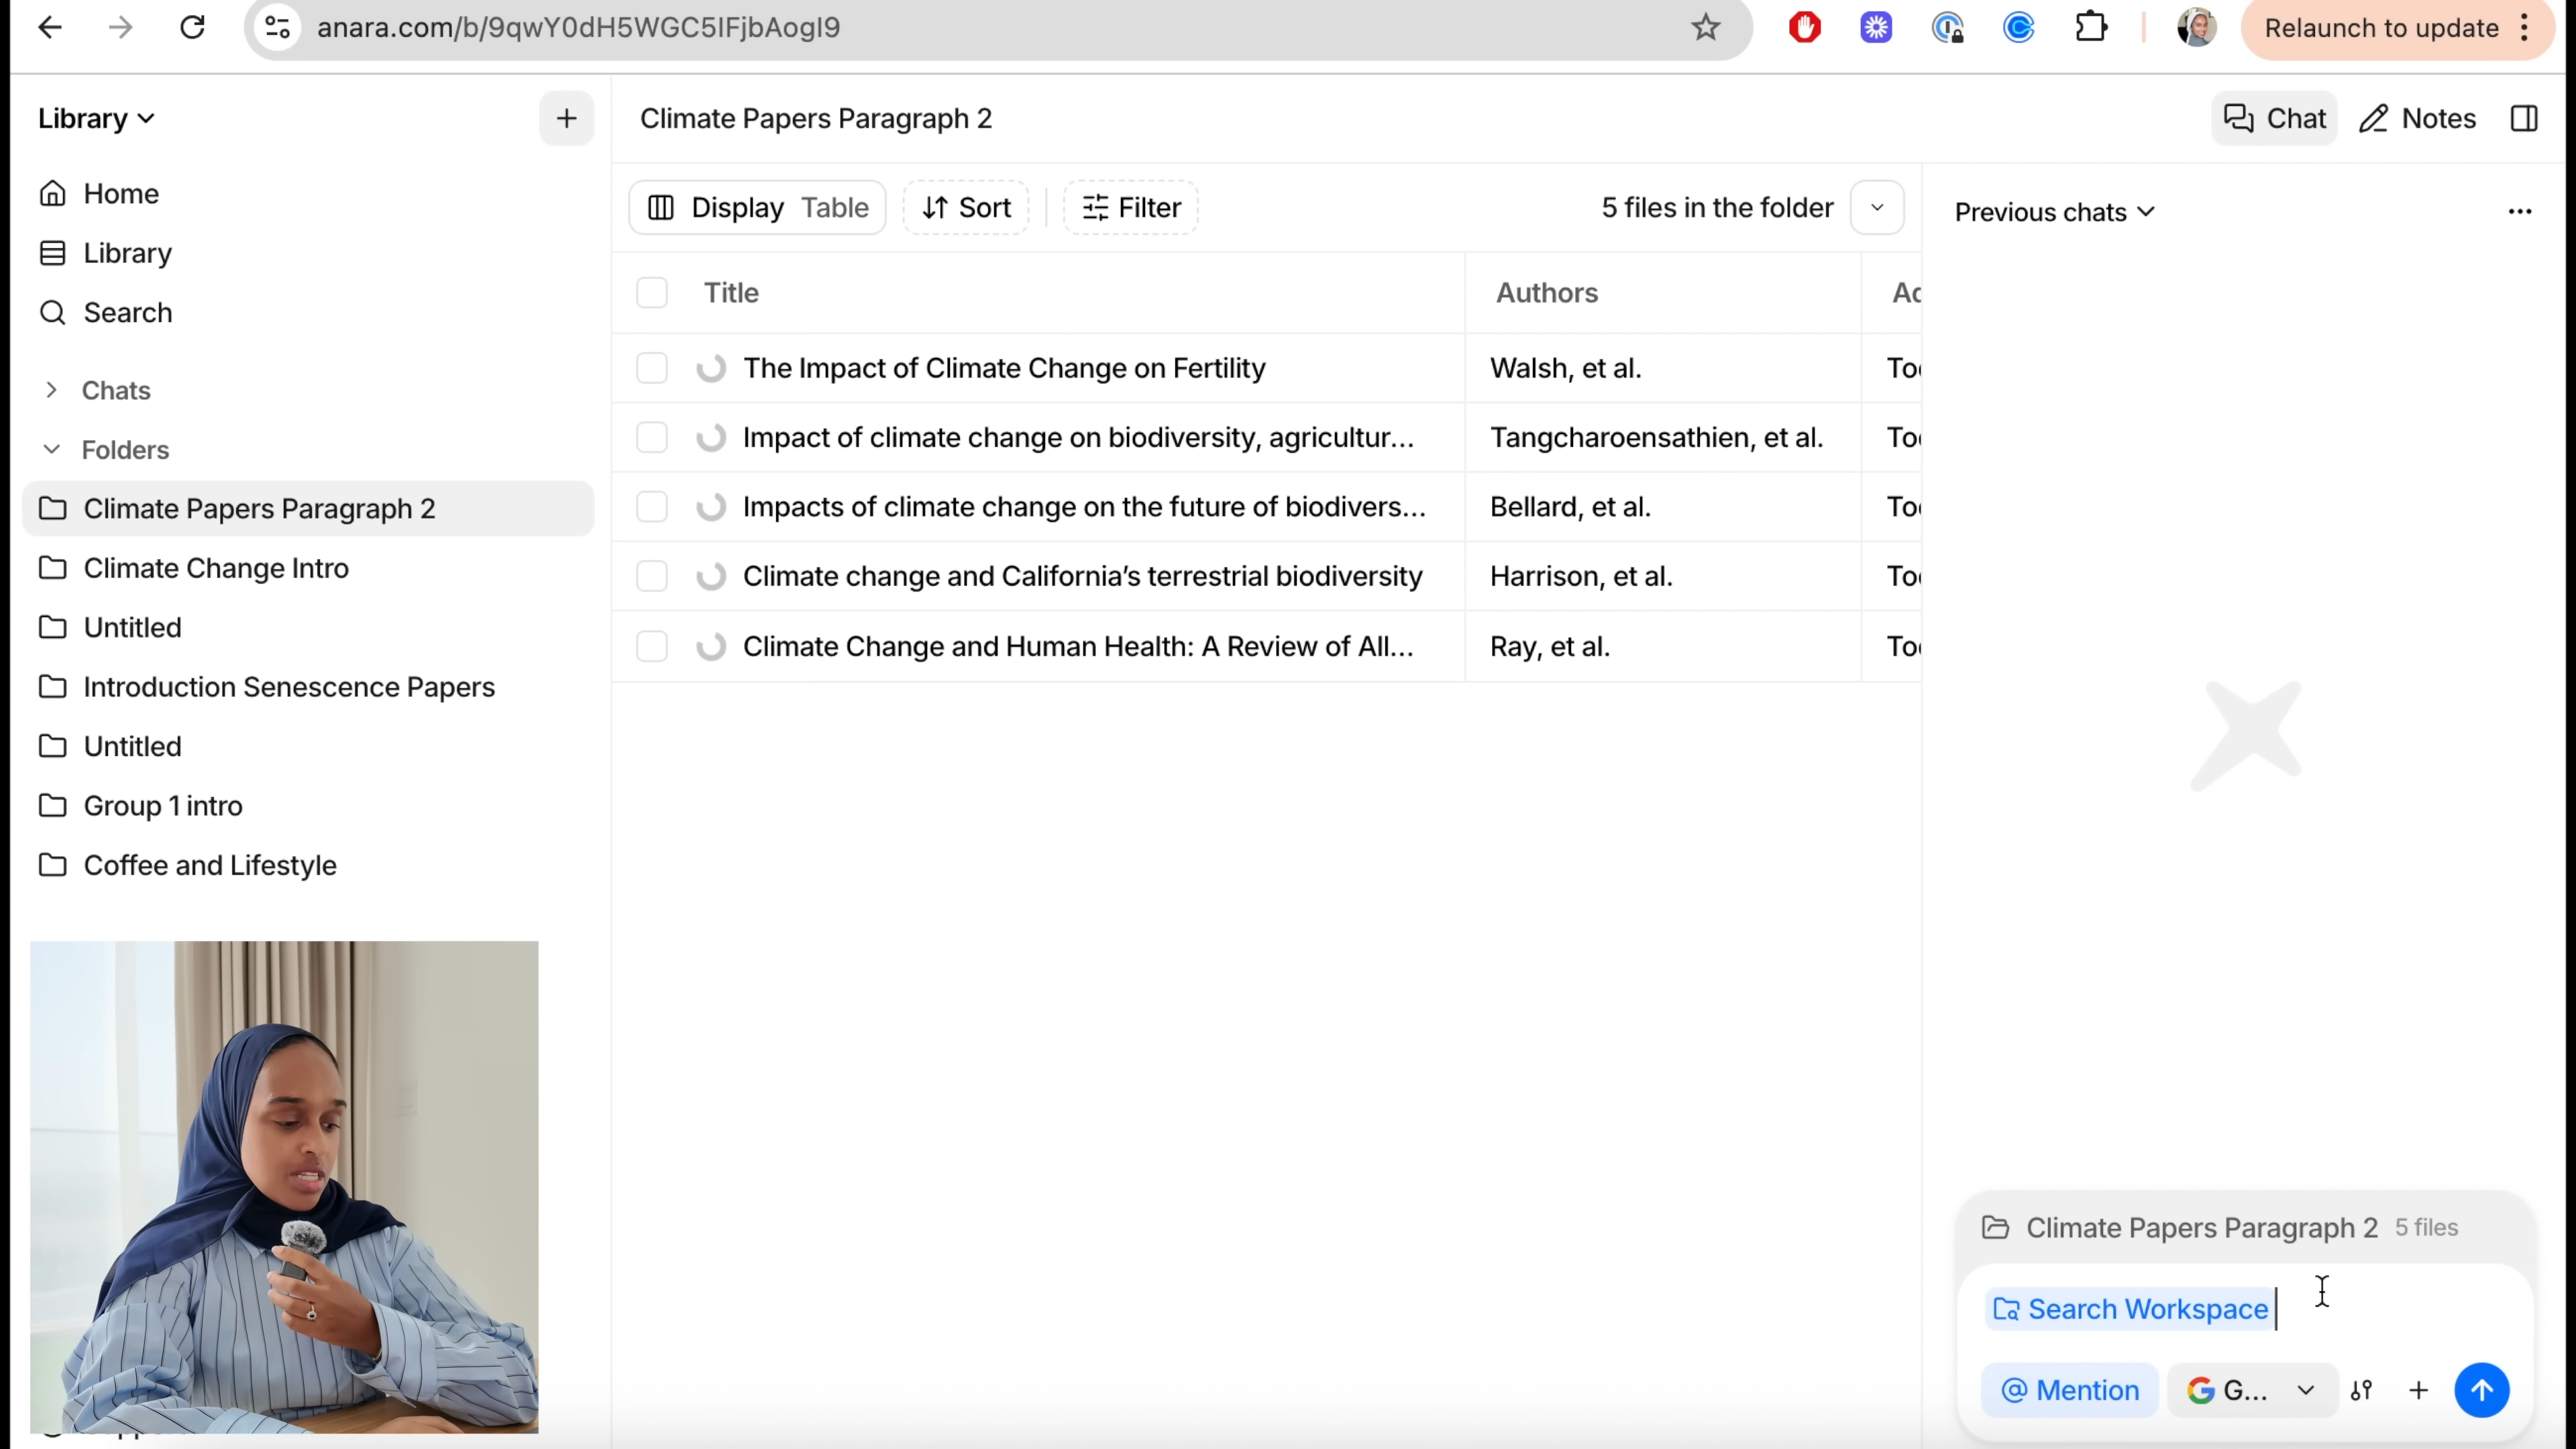 anara.com/b/9qwY0dH5WGC5IFjbAogI9
Relaunch to update
Library
Climate Papers Paragraph 2
Chat
Notes
Home
Library
Search
Chats
Folders
Climate Papers Paragraph 2
Climate Change Intro
Untitled
Introduction Senescence Papers
Untitled
Group 1 intro
Coffee and Lifestyle
Display Table
Sort
Filter
5 files in the folder
Title Authors
The Impact of Climate Change on Fertility Walsh, et al.
Impact of climate change on biodiversity, agricultur... Tangcharoensathien, et al.
Impacts of climate change on the future of biodivers... Bellard, et al.
Climate change and California’s terrestrial biodiversity Harrison, et al.
Climate Change and Human Health: A Review of All... Ray, et al.
Previous chats
Climate Papers Paragraph 2 5 files
Search Workspace
@ Mention
G...